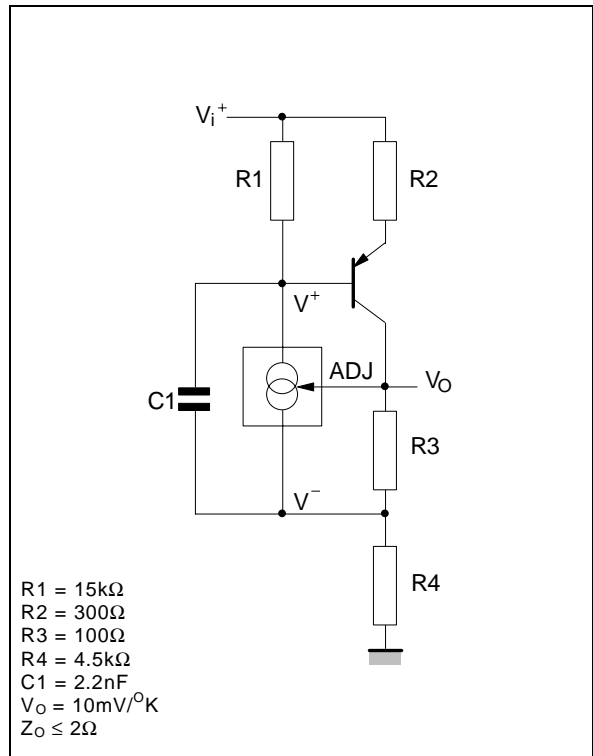 Vi+
R1
R2
V+
ADJ
VO
C1
R3
V−
R4
R1 = 15kΩ
R2 = 300Ω
R3 = 100Ω
R4 = 4.5kΩ
C1 = 2.2nF
VO = 10mV/OK
ZO ≤ 2Ω